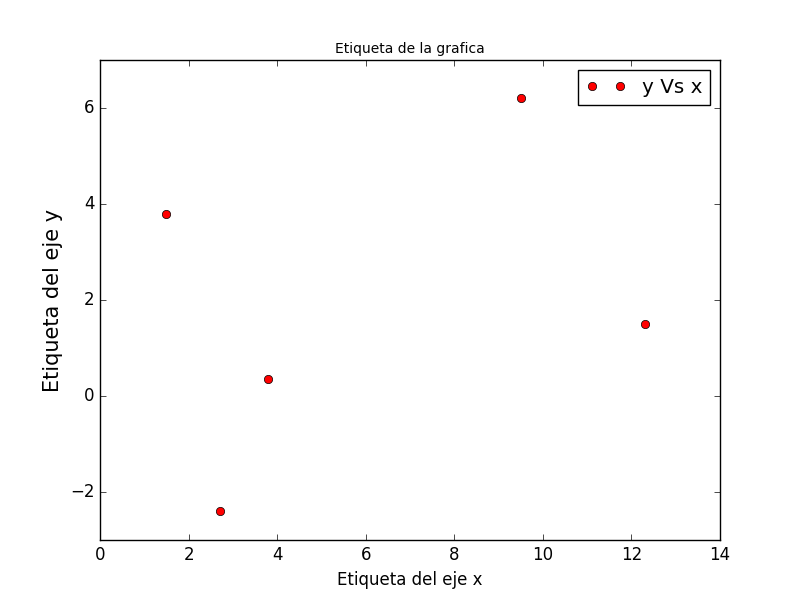 Etiqueta de la grafica
y Vs x
Etiqueta del eje y
6
4
2
0
−2
0 2 4 6 8 10 12 14
Etiqueta del eje x